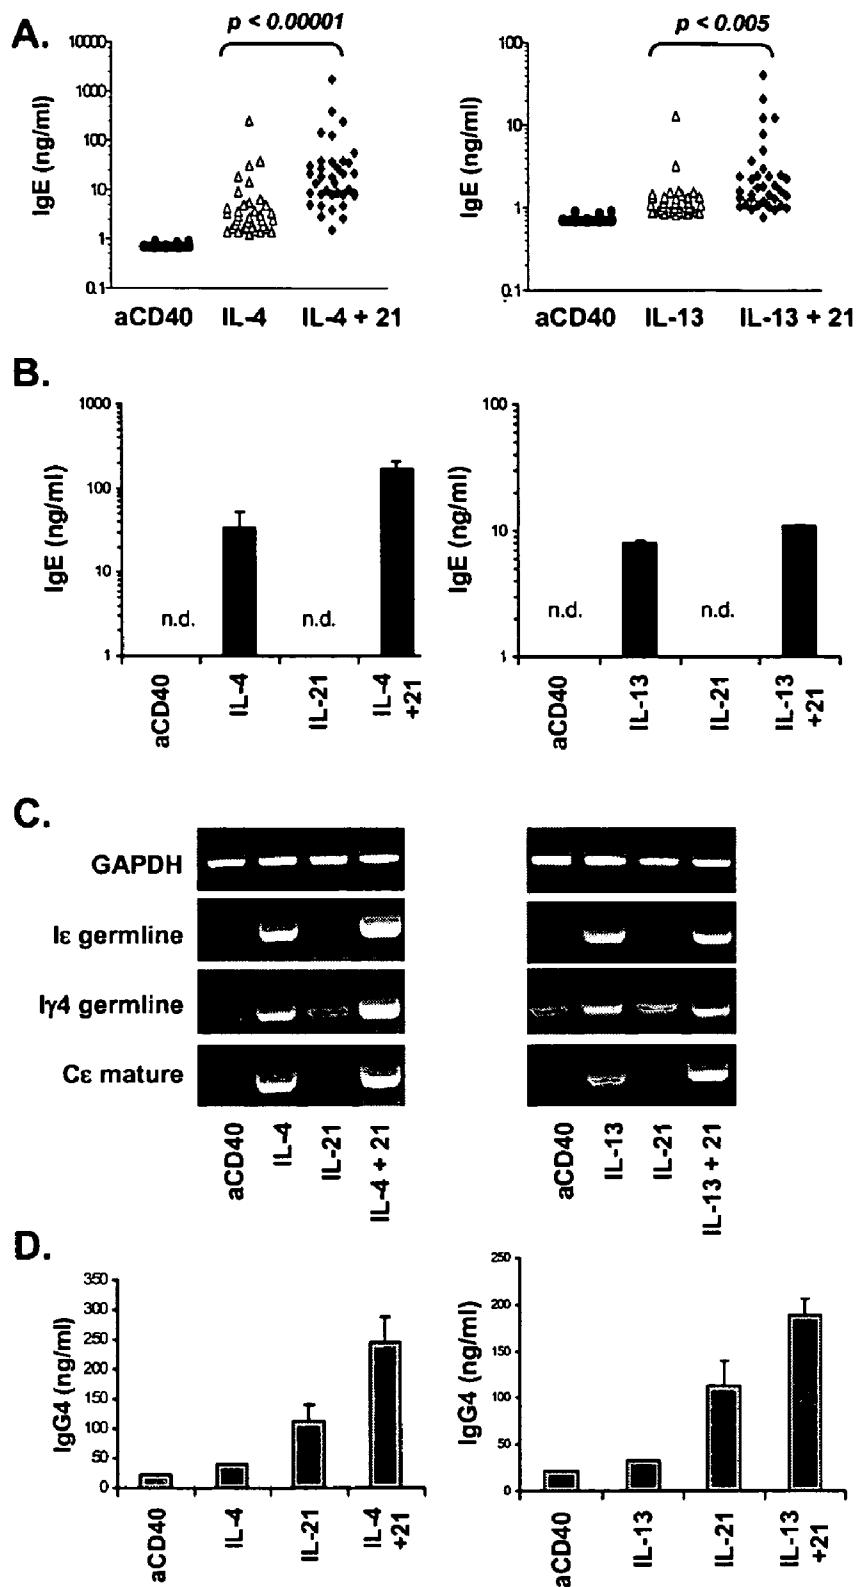 A.
p < 0.00001
IgE (ng/ml)
10000
1000
100
10
1
0.1
aCD40 IL-4 IL-4 + 21
p < 0.005
IgE (ng/ml)
100
10
1
0.1
aCD40 IL-13 IL-13 + 21
B.
IgE (ng/ml)
1000
100
10
1
n.d. n.d.
aCD40 IL-4 IL-21 IL-4 +21
IgE (ng/ml)
100
10
1
n.d. n.d.
aCD40 IL-13 IL-21 IL-13 +21
C.
GAPDH
Iε germline
Iγ4 germline
Cε mature
aCD40 IL-4 IL-21 IL-4 + 21
aCD40 IL-13 IL-21 IL-13 + 21
D.
IgG4 (ng/ml)
350
300
250
200
150
100
50
0
aCD40 IL-4 IL-21 IL-4 +21
IgG4 (ng/ml)
250
200
150
100
50
0
aCD40 IL-13 IL-21 IL-13 +21